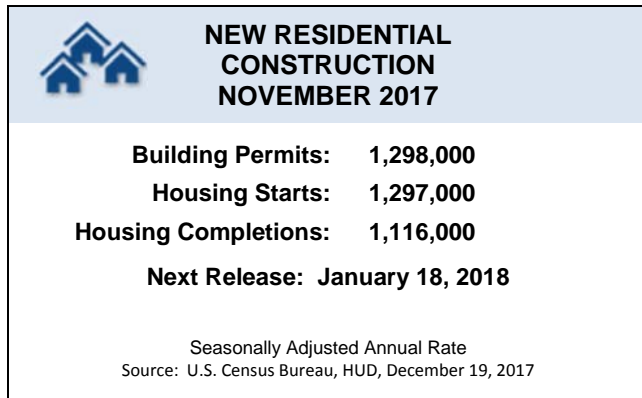 NEW RESIDENTIAL
CONSTRUCTION
NOVEMBER 2017
Building Permits: 1,298,000
Housing Starts: 1,297,000
Housing Completions: 1,116,000
Next Release: January 18, 2018
Seasonally Adjusted Annual Rate
Source: U.S. Census Bureau, HUD, December 19, 2017